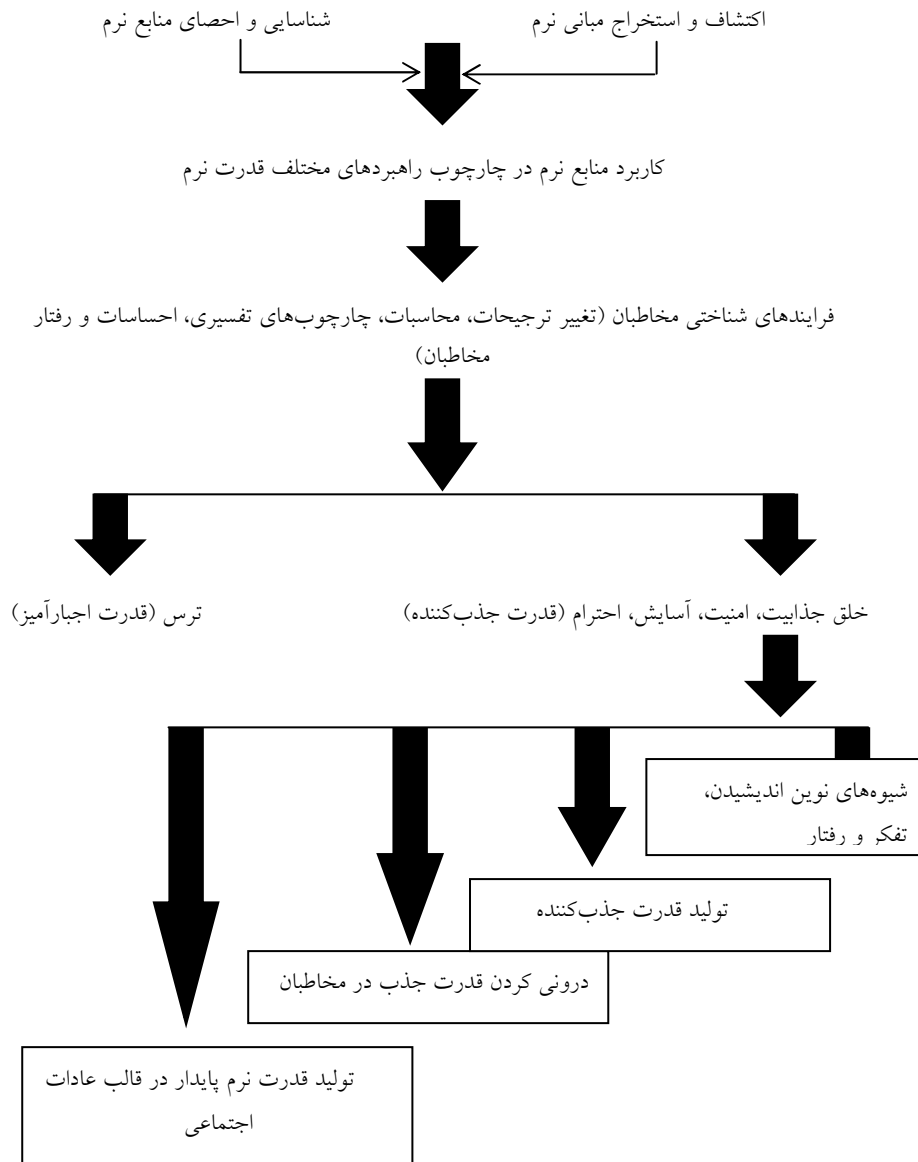 اکتشاف و استخراج مبانی نرم
شناسایی و احصای منابع نرم
کاربرد منابع نرم در چارچوب راهبردهای مختلف قدرت نرم
فرایندهای شناختی مخاطبان (تغییر ترجیحات، محاسبات، چارچوب‌های تفسیری، احساسات و رفتار
مخاطبان)
خلق جذابیت، امنیت، آسایش، احترام (قدرت جذب‌کننده)
ترس (قدرت اجبارآمیز)
شیوه‌های نوین اندیشیدن،
تفکر و رفتار
تولید قدرت جذب‌کننده
درونی کردن قدرت جذب در مخاطبان
تولید قدرت نرم پایدار در قالب عادات
اجتماعی